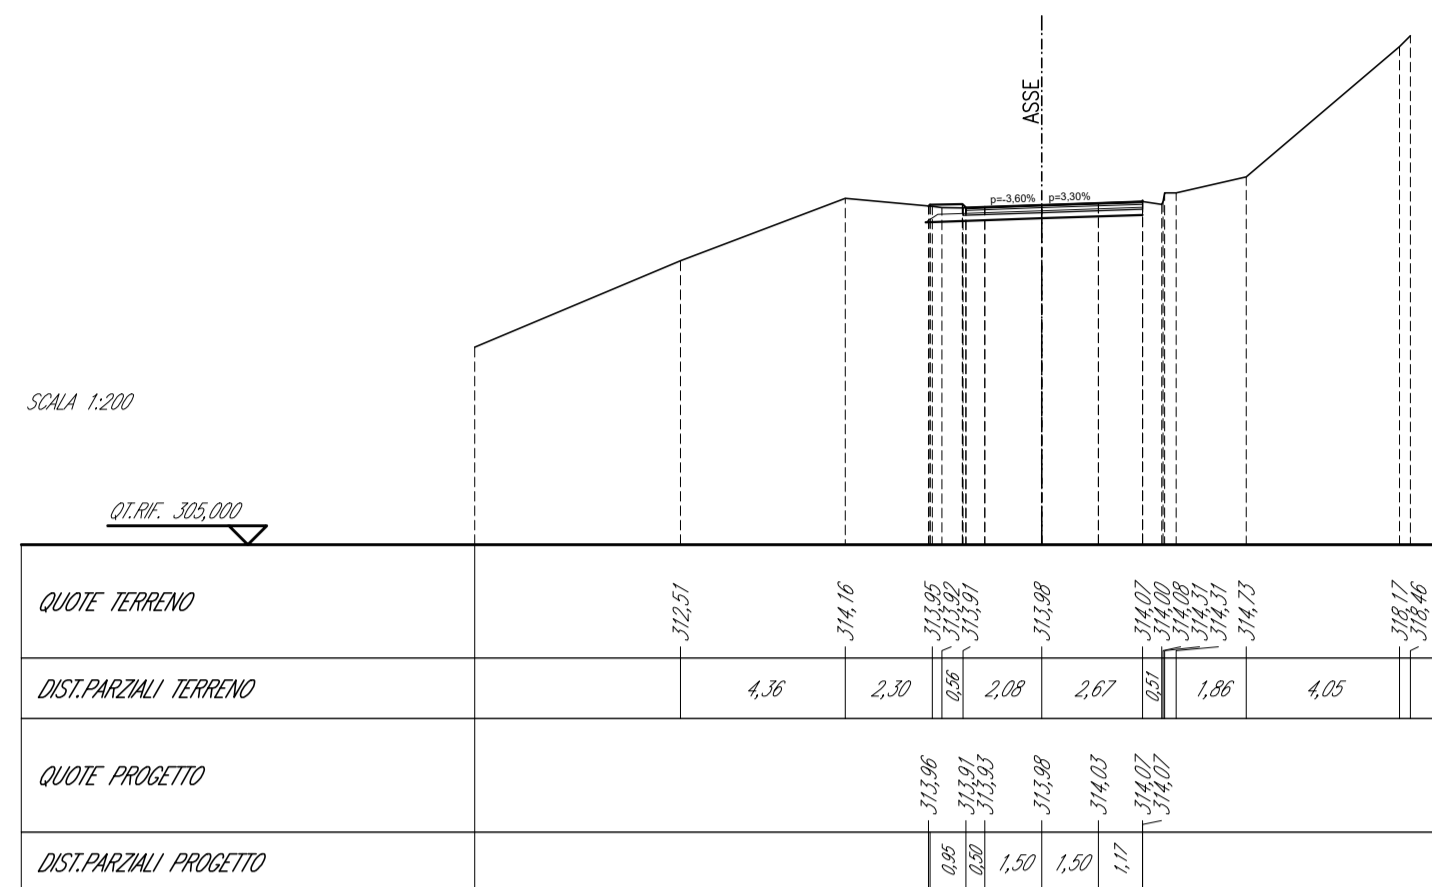 ASSE
p=-3,60% p=3,30%
SCALA 1:200
QT.RIF. 305,000
QUOTE TERRENO 312,51 314,16 313,95 313,92 313,91 313,98 314,07 314,00 314,08 314,31 314,31 314,73 318,17 318,46
DIST.PARZIALI TERRENO 4,36 2,30 0,56 2,08 2,67 0,51 1,86 4,05
QUOTE PROGETTO 313,96 313,91 313,93 313,98 314,03 314,07 314,07
DIST.PARZIALI PROGETTO 0,95 0,50 1,50 1,50 1,17